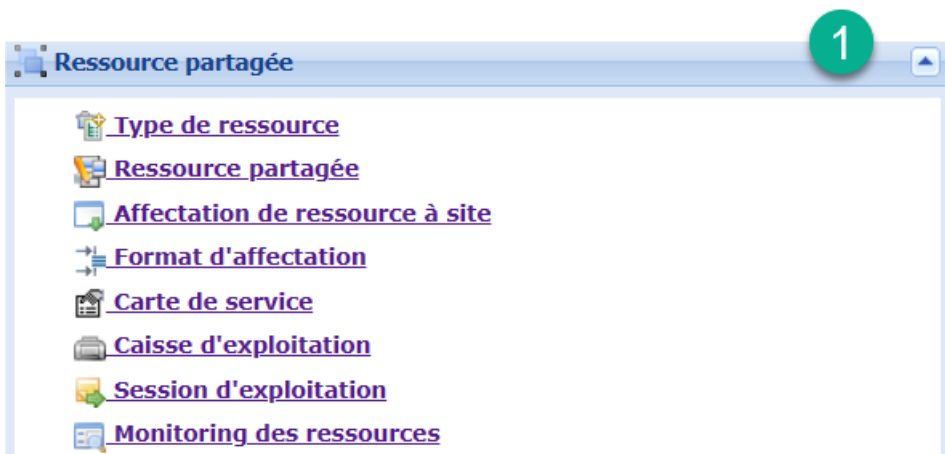 1
Ressource partagée
Type de ressource
Ressource partagée
Affectation de ressource à site
Format d'affectation
Carte de service
Caisse d'exploitation
Session d'exploitation
Monitoring des ressources